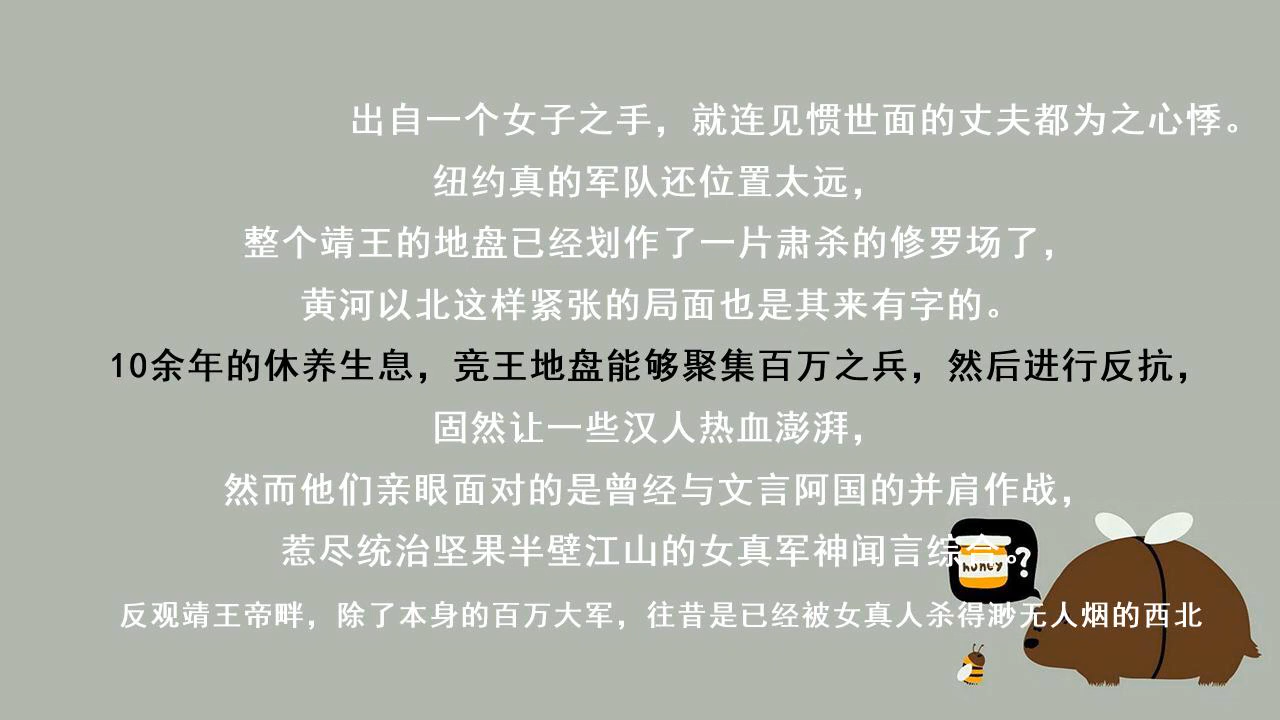 出自一个女子之手，就连见惯世面的丈夫都为之心悸。
纽约真的军队还位置太远，
整个靖王的地盘已经划作了一片肃杀的修罗场了，
黄河以北这样紧张的局面也是其来有字的。
10余年的休养生息，竞王地盘能够聚集百万之兵，然后进行反抗，
固然让一些汉人热血澎湃，
然而他们亲眼面对的是曾经与文言阿国的并肩作战，
惹尽统治坚果半壁江山的女真军神闻言综合。
honey
?
反观靖王帝畔，除了本身的百万大军，往昔是已经被女真人杀得渺无人烟的西北